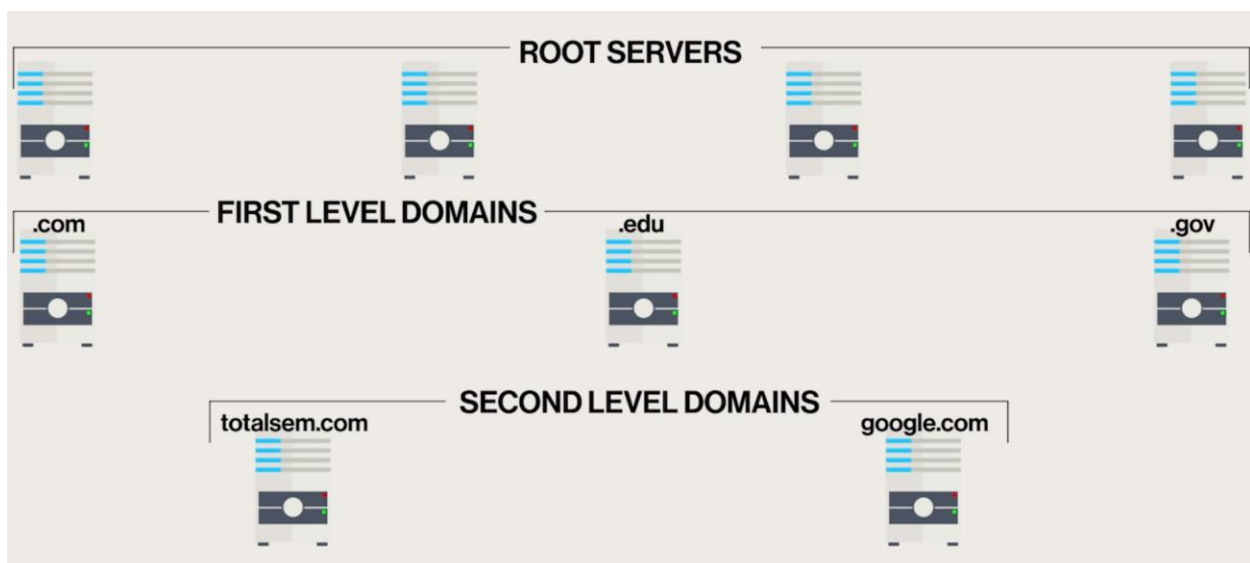 ROOT SERVERS
FIRST LEVEL DOMAINS
.com
.edu
.gov
SECOND LEVEL DOMAINS
totalsem.com
google.com